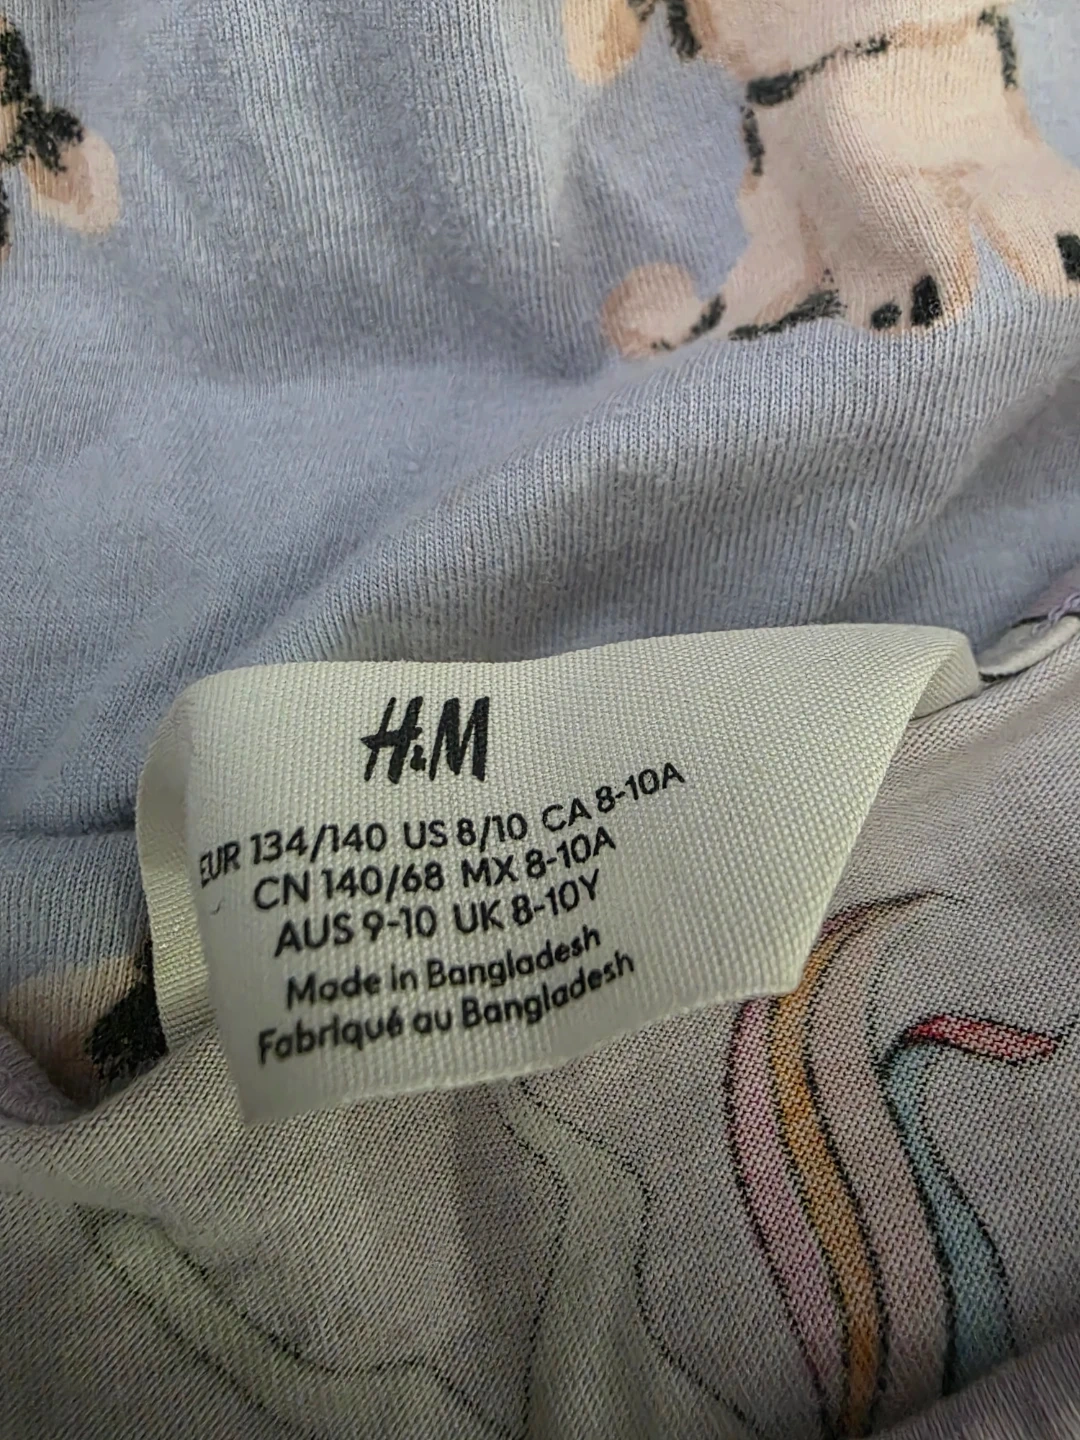 H&M
EUR 134/140 US 8/10 CA 8-10A
CN 140/68 MX 8-10A
AUS 9-10 UK 8-10Y
Made in Bangladesh
Fabriqué au Bangladesh